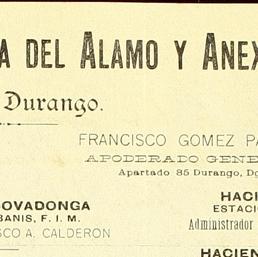 A DEL ALAMO Y ANEX
Durango.
FRANCISCO GOMEZ PA
APODERADO GENE
Apartado 85 Durango, Dg
OVADONGA
BANIS, F. I. M.
SCO A. CALDERON
HACI
ESTACI
Administrador
HACIEN